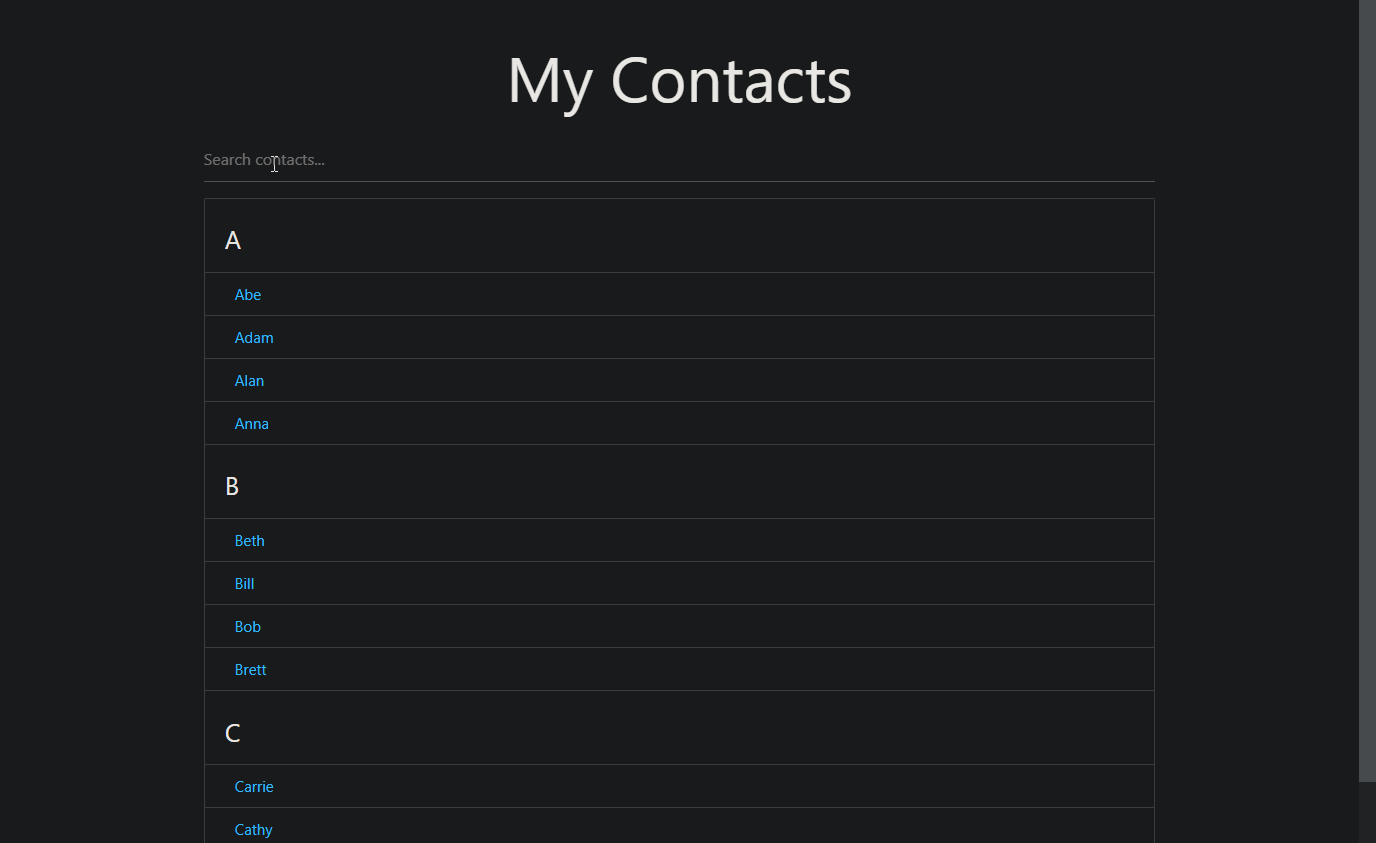 My Contacts
Search contacts...
A
Abe
Adam
Alan
Anna
B
Beth
Bill
Bob
Brett
C
Carrie
Cathy